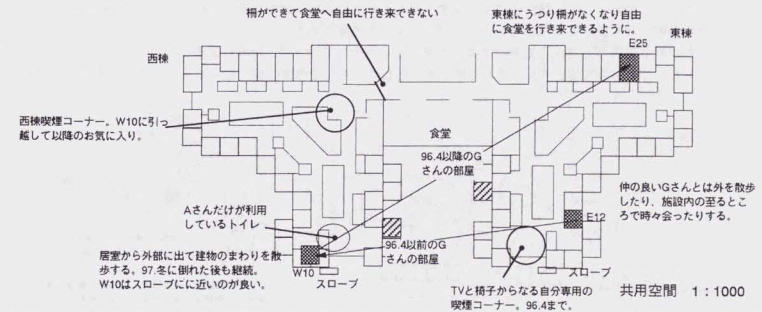 柵ができて食堂へ自由に行き来できない
東棟にうつり柵がなくなり自由
に食堂を行き来できるように。
西棟
E25
東棟
西棟喫煙コーナー。W10に引っ
越して以降のお気に入り。
食堂
96.4以降のG
さんの部屋
仲の良いGさんとは外を散歩
したり、施設内の至るとこ
ろで時々会ったりする。
Aさんだけが利用
しているトイレ
E12
居室から外部に出て建物のまわりを散
歩する。97.冬に倒れた後も継続。
W10はスロープにに近いのが良い。
96.4以前のG
さんの部屋
W10
スロープ
スロープ
TVと椅子からなる自分専用の
喫煙コーナー。96.4まで。
共用空間 1:1000